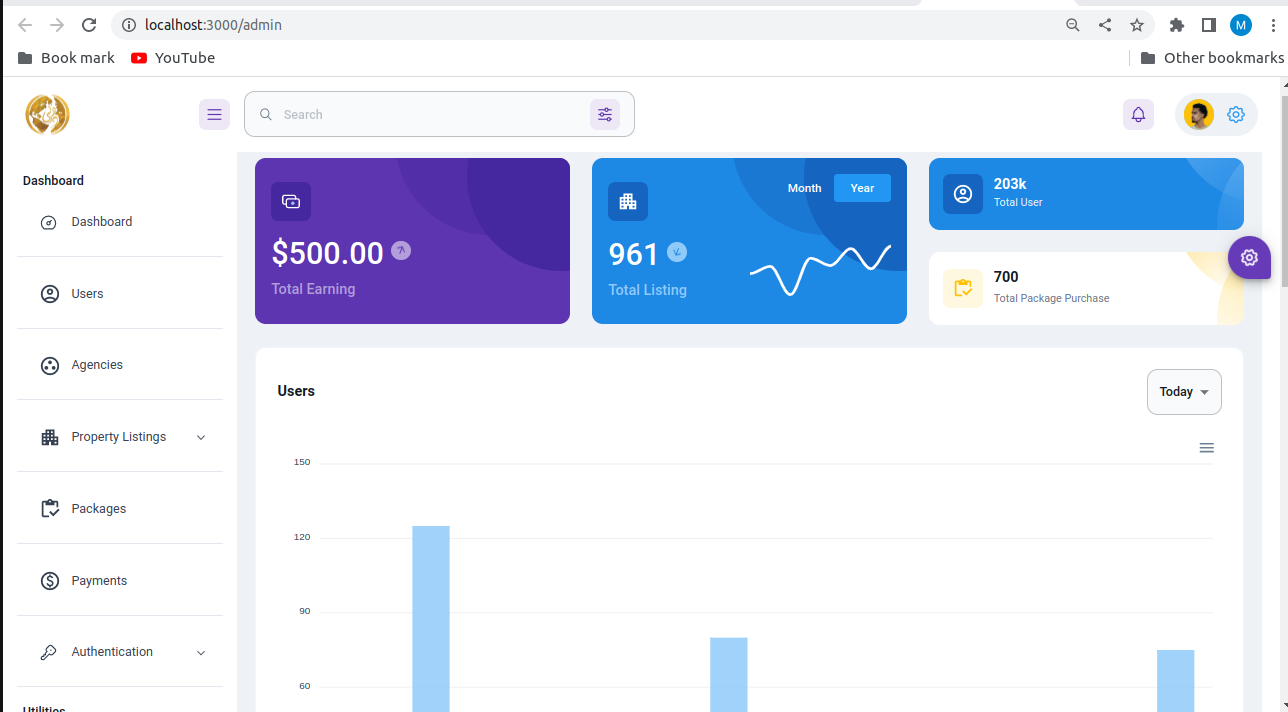 localhost:3000/admin
M
Book mark
YouTube
Other bookmarks
Search
Dashboard
Dashboard
Users
Agencies
Property Listings
Packages
Payments
Authentication
Utilities
$500.00
Total Earning
Month
Year
961
Total Listing
203k
Total User
700
Total Package Purchase
Users
Today
150
120
90
60